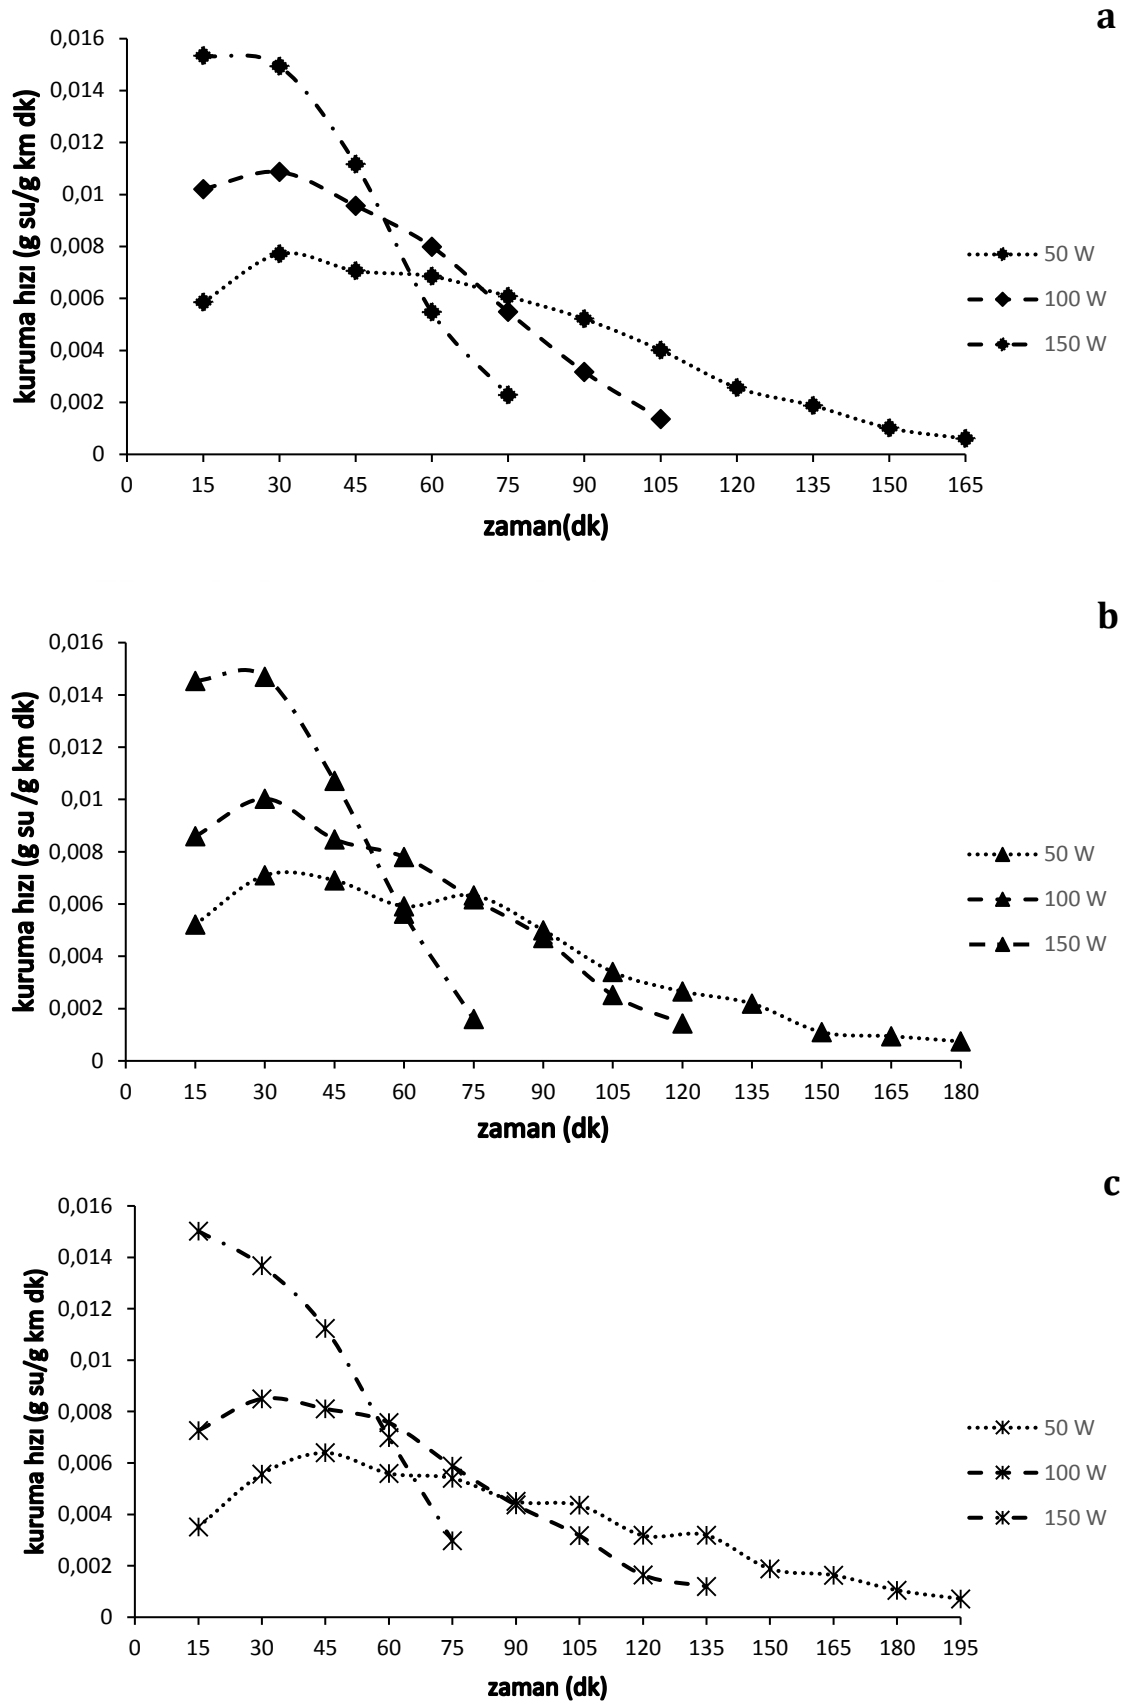 a
0,016
0,014
0,012
0,01
0,008
0,006
0,004
0,002
0
kuruma hızı (g su/g km dk)
0 15 30 45 60 75 90 105 120 135 150 165
zaman(dk)
50 W
100 W
150 W
b
0,016
0,014
0,012
0,01
0,008
0,006
0,004
0,002
0
kuruma hızı (g su /g km dk)
0 15 30 45 60 75 90 105 120 135 150 165 180
zaman (dk)
50 W
100 W
150 W
c
0,016
0,014
0,012
0,01
0,008
0,006
0,004
0,002
0
kuruma hızı (g su/g km dk)
0 15 30 45 60 75 90 105 120 135 150 165 180 195
zaman (dk)
50 W
100 W
150 W